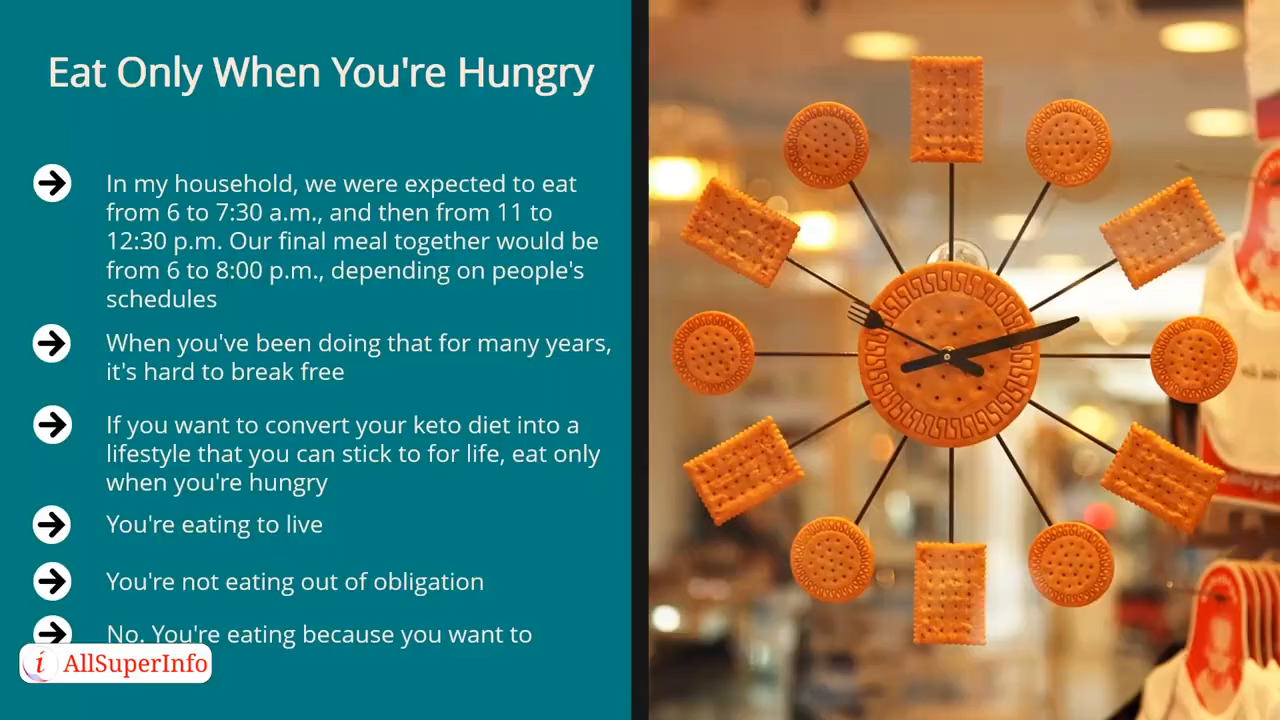 Eat Only When You're Hungry
In my household, we were expected to eat
from 6 to 7:30 a.m., and then from 11 to
12:30 p.m. Our final meal together would be
from 6 to 8:00 p.m., depending on people's
schedules
When you've been doing that for many years,
it's hard to break free
If you want to convert your keto diet into a
lifestyle that you can stick to for life, eat only
when you're hungry
You're eating to live
You're not eating out of obligation
No. You're eating because you want to
i AllSuperInfo